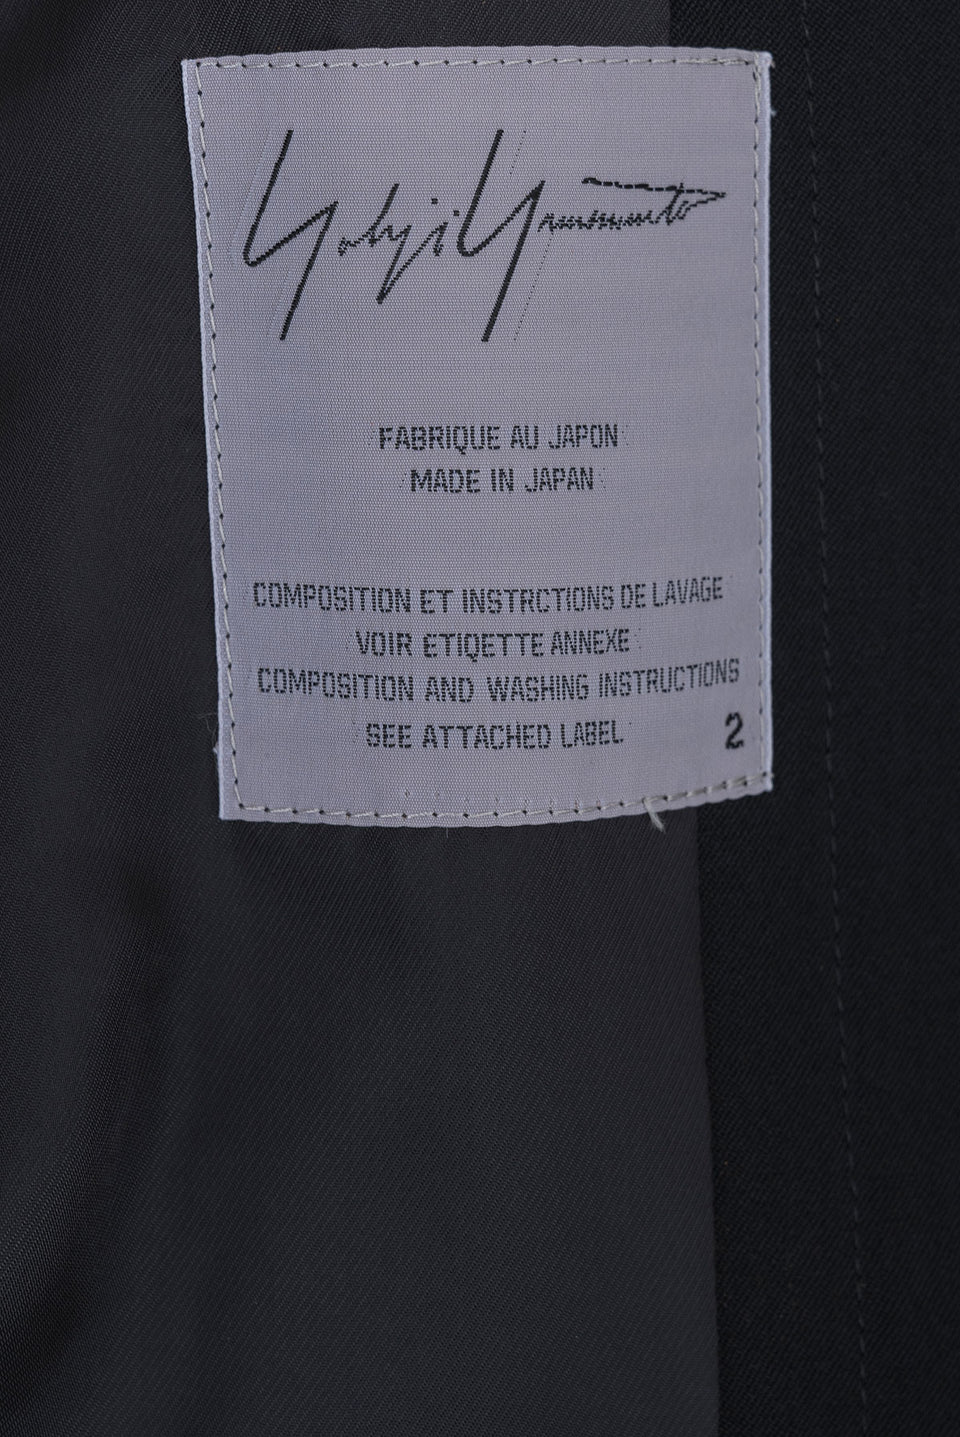 Yohji Yamamoto
FABRIQUE AU JAPON
MADE IN JAPAN
COMPOSITION ET INSTRCTIONS DE LAVAGE
VOIR ETIQETTE ANNEXE
COMPOSITION AND WASHING INSTRUCTIONS
SEE ATTACHED LABEL 2